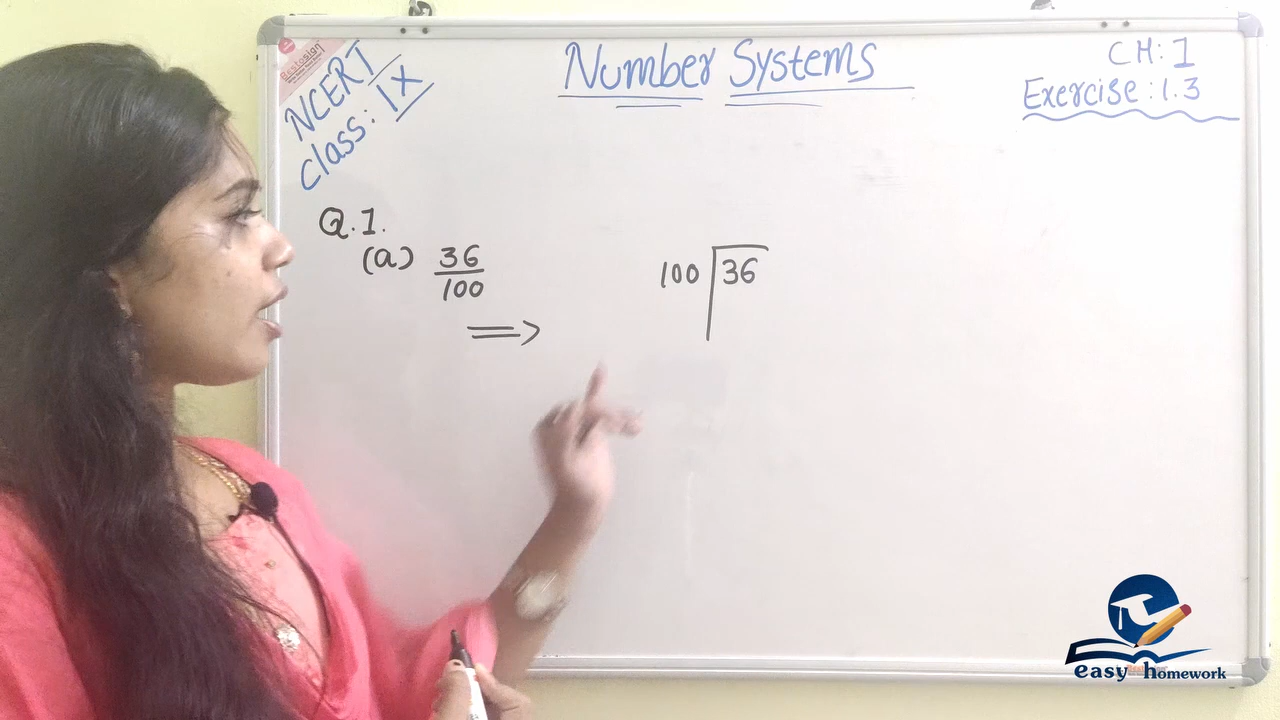 NCERT
class: IX
Number Systems
CH: 1
Exercise: 1.3
Q.1.
(a) 36
100
100 36
easy homework